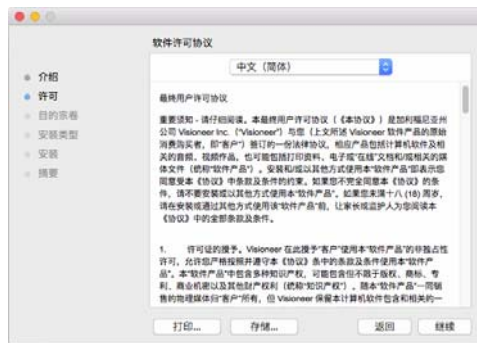 软件许可协议
中文（简体）
介绍
许可
目的宗卷
安装类型
安装
摘要
最终用户许可协议
重要须知 - 请仔细阅读。本最终用户许可协议（《本协议》）是加利福尼亚州
公司 Visioneer Inc.（"Visioneer"）与您（上文所述 Visioneer 软件产品的原始
消费购买者，即"客户"）签订的一份法律协议。相应产品包括计算机软件及相
关的音频、视频作品，也可能包括打印资料、电子或"在线"文档和/或相关的媒
体文件（统称"软件产品"）。安装和/或以其他方式使用本"软件产品"即表示您
同意受本《协议》中条款及条件的约束。如果您不完全同意本《协议》的条
件，请不要安装或以其他方式使用本"软件产品"。如果您未满十八 (18) 周岁，
请在安装或通过其他方式使用该"软件产品"前，让家长或监护人为您阅读本
《协议》中的全部条款及条件。
1. 许可证的授予。Visioneer 在此授予"客户"使用本"软件产品"的非独占性
许可，允许您严格按照并遵守本《协议》条中的条款及条件使用本"软件产
品"。本"软件产品"中包含多种知识产权，可能包含但不限于版权、商标、专
利、商业机密以及其他财产权利（统称"知识产权"）。随本"软件产品"一同销
售的物理媒体归"客户"所有，但 Visioneer 保留本计算机软件包含和相关的一
打印...
存储...
返回
继续